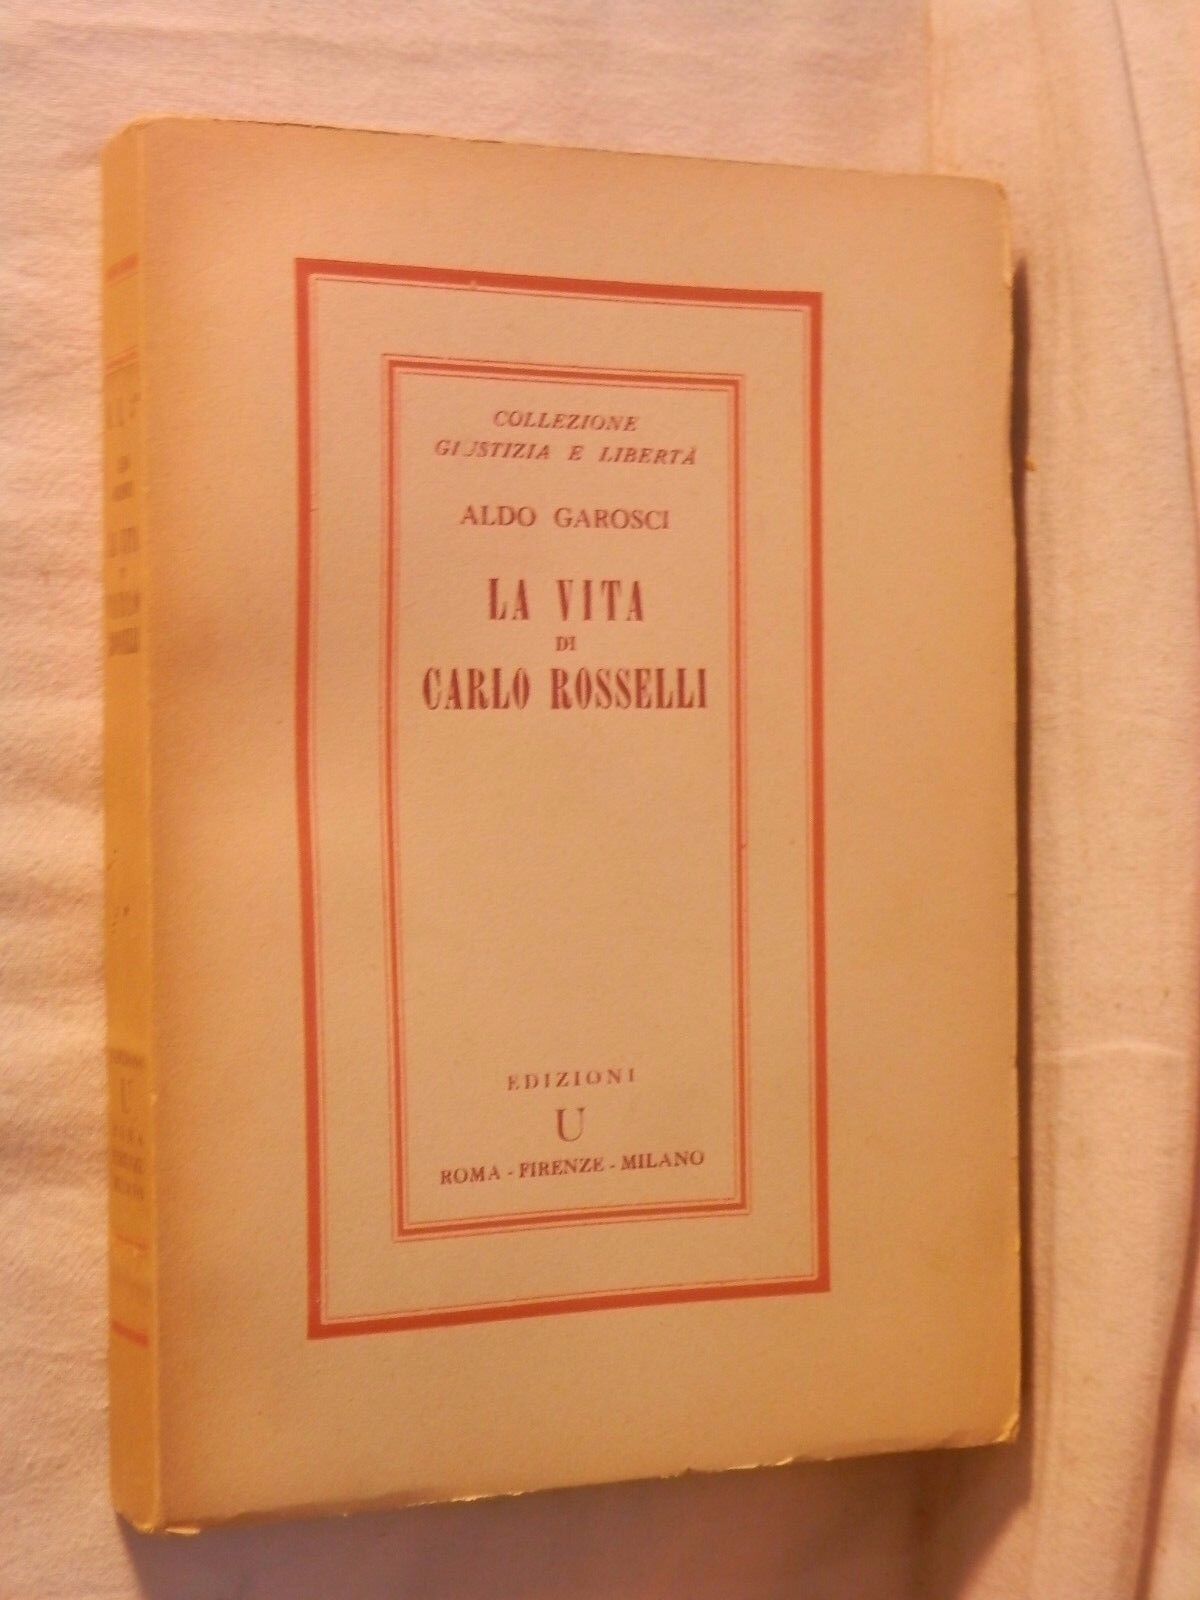 COLLEZIONE
GIUSTIZIA E LIBERTÀ
ALDO GAROSCI
LA VITA
DI
CARLO ROSSELLI
EDIZIONI
U
ROMA - FIRENZE - MILANO
U